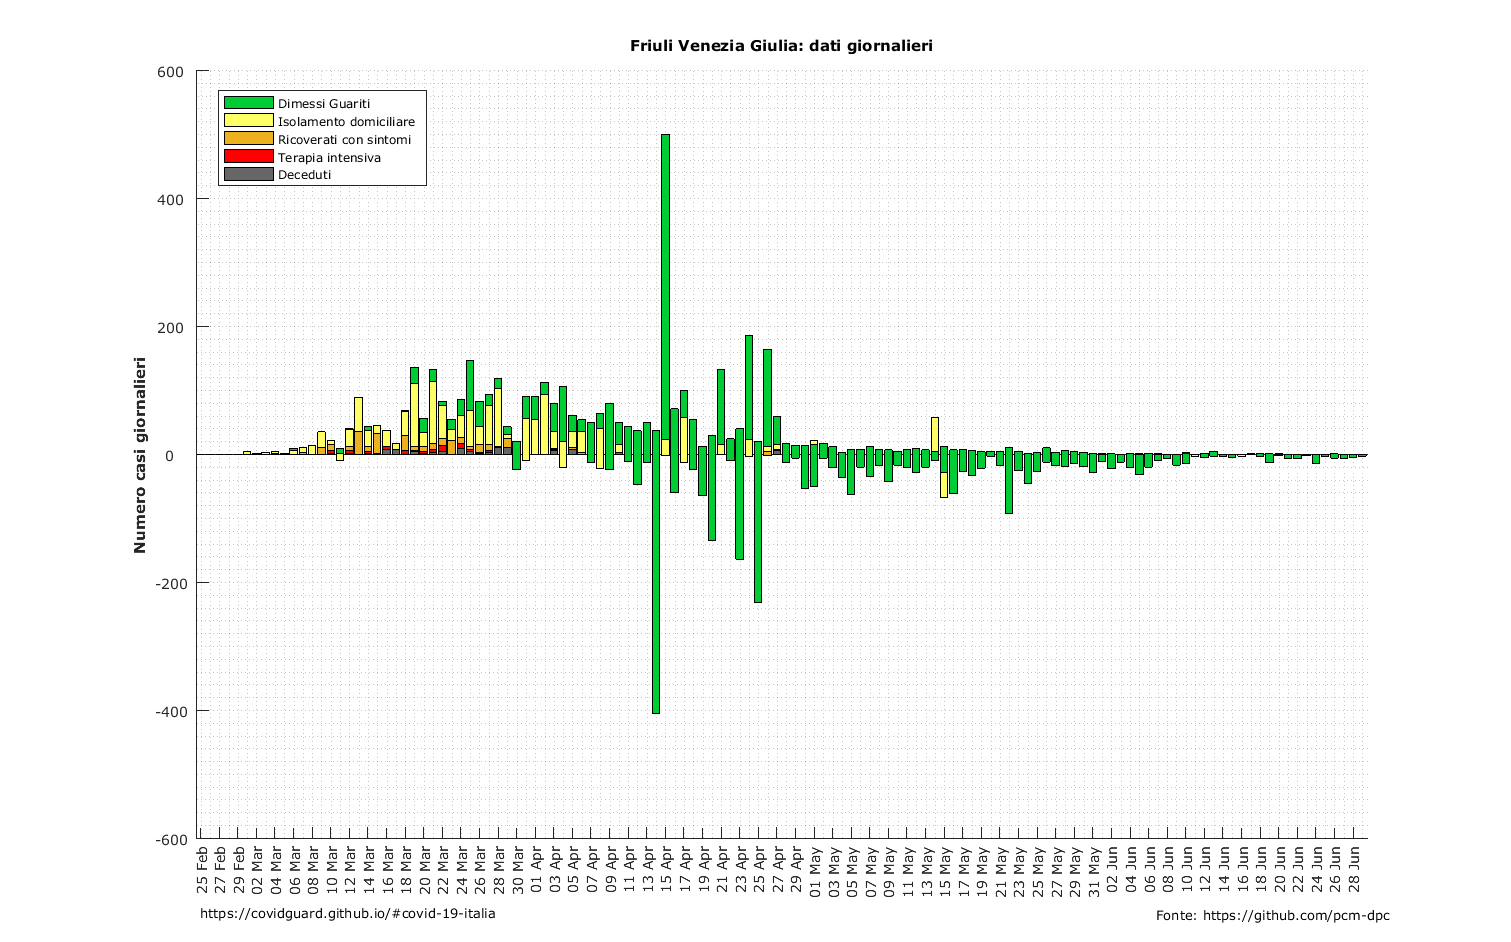 Friuli Venezia Giulia: dati giornalieri
Dimessi Guariti
Isolamento domiciliare
Ricoverati con sintomi
Terapia intensiva
Deceduti
Numero casi giornalieri
600
400
200
0
-200
-400
-600
25 Feb
27 Feb
29 Feb
02 Mar
04 Mar
06 Mar
08 Mar
10 Mar
12 Mar
14 Mar
16 Mar
18 Mar
20 Mar
22 Mar
24 Mar
26 Mar
28 Mar
30 Mar
01 Apr
03 Apr
05 Apr
07 Apr
09 Apr
11 Apr
13 Apr
15 Apr
17 Apr
19 Apr
21 Apr
23 Apr
25 Apr
27 Apr
29 Apr
01 May
03 May
05 May
07 May
09 May
11 May
13 May
15 May
17 May
19 May
21 May
23 May
25 May
27 May
29 May
31 May
02 Jun
04 Jun
06 Jun
08 Jun
10 Jun
12 Jun
14 Jun
16 Jun
18 Jun
20 Jun
22 Jun
24 Jun
26 Jun
28 Jun
https://covidguard.github.io/#covid-19-italia
Fonte: https://github.com/pcm-dpc